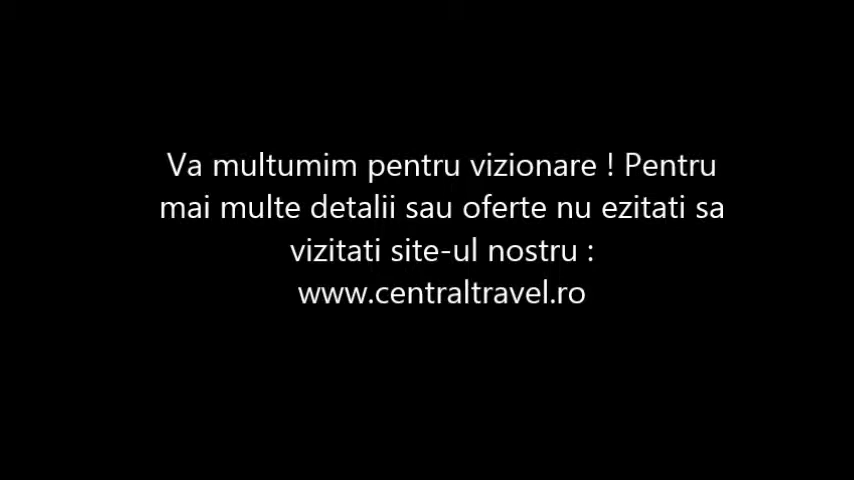 Va multumim pentru vizionare ! Pentru
mai multe detalii sau oferte nu ezitati sa
vizitati site-ul nostru :
www.centraltravel.ro